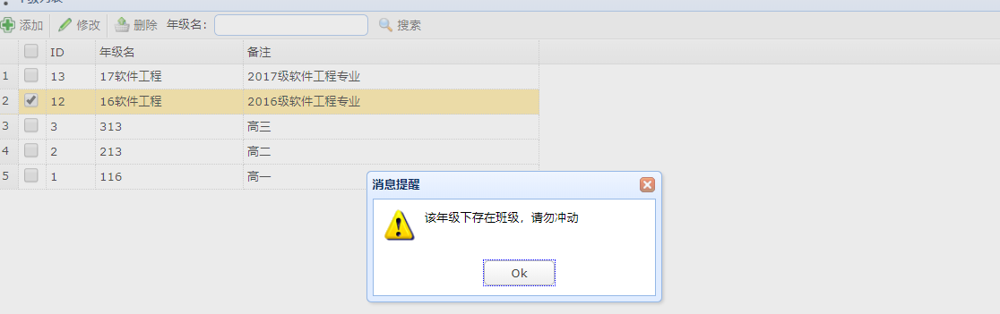 添加 修改 删除 年级名: 搜索
ID 年级名 备注
1 13 17软件工程 2017级软件工程专业
2 12 16软件工程 2016级软件工程专业
3 3 313 高三
4 2 213 高二
5 1 116 高一
消息提醒
该年级下存在班级，请勿冲动
Ok